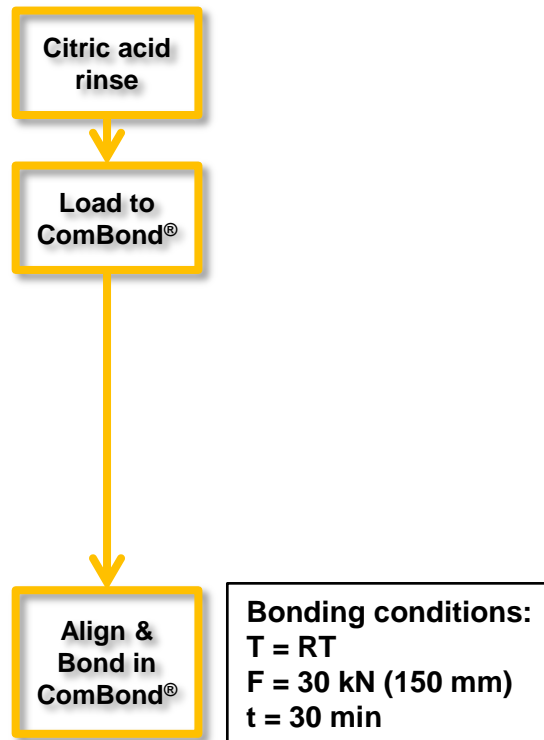 Citric acid
rinse
Load to
ComBond®
Align &
Bond in
ComBond®
Bonding conditions:
T = RT
F = 30 kN (150 mm)
t = 30 min